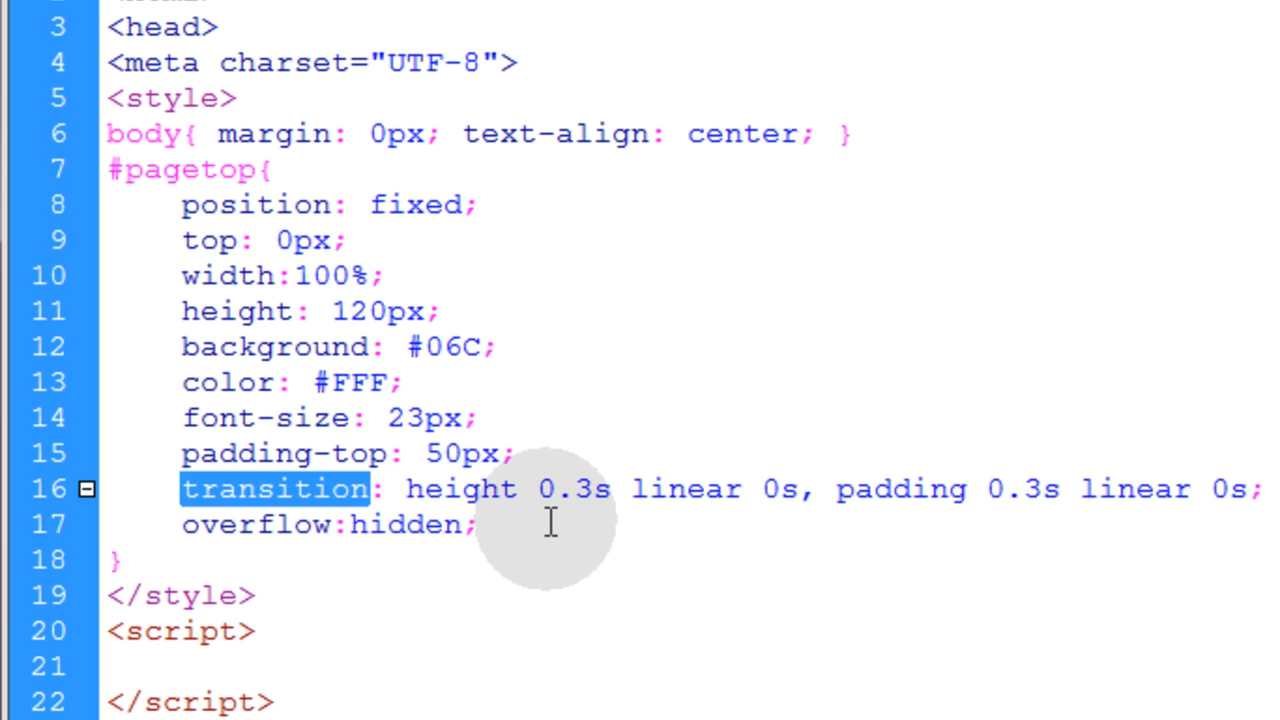 3 <head>
4 <meta charset="UTF-8">
5 <style>
6 body{ margin: 0px; text-align: center; }
7 #pagetop{
8 position: fixed;
9 top: 0px;
10 width:100%;
11 height: 120px;
12 background: #06C;
13 color: #FFF;
14 font-size: 23px;
15 padding-top: 50px;
16 transition: height 0.3s linear 0s, padding 0.3s linear 0s;
17 overflow:hidden;
18 }
19 </style>
20 <script>
21
22 </script>